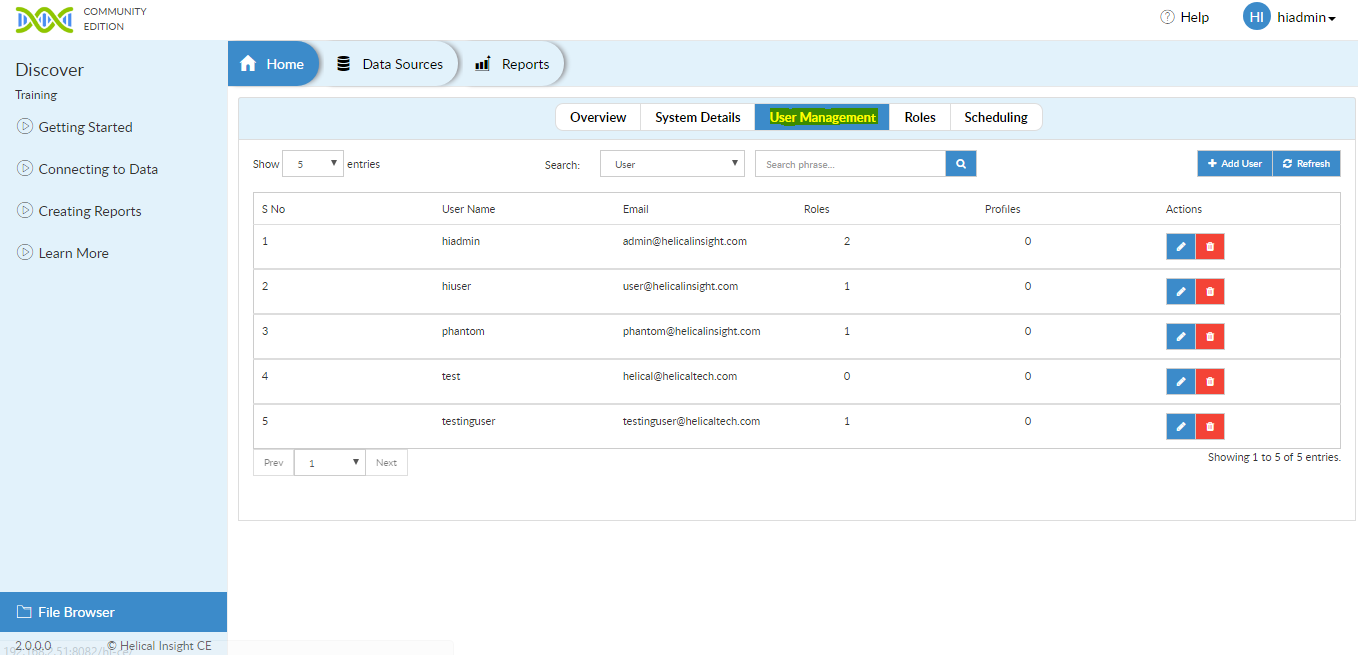 COMMUNITY
EDITION
Help
HI hiadmin
Discover
Training
Getting Started
Connecting to Data
Creating Reports
Learn More
Home Data Sources Reports
Overview System Details User Management Roles Scheduling
Show 5 entries Search: User Search phrase... Add User Refresh
S No User Name Email Roles Profiles Actions
1 hiadmin admin@helicalinsight.com 2 0
2 hiuser user@helicalinsight.com 1 0
3 phantom phantom@helicalinsight.com 1 0
4 test helical@helicaltech.com 0 0
5 testinguser testinguser@helicaltech.com 1 0
Prev 1 Next
Showing 1 to 5 of 5 entries.
File Browser
2.0.0.0 © Helical Insight CE